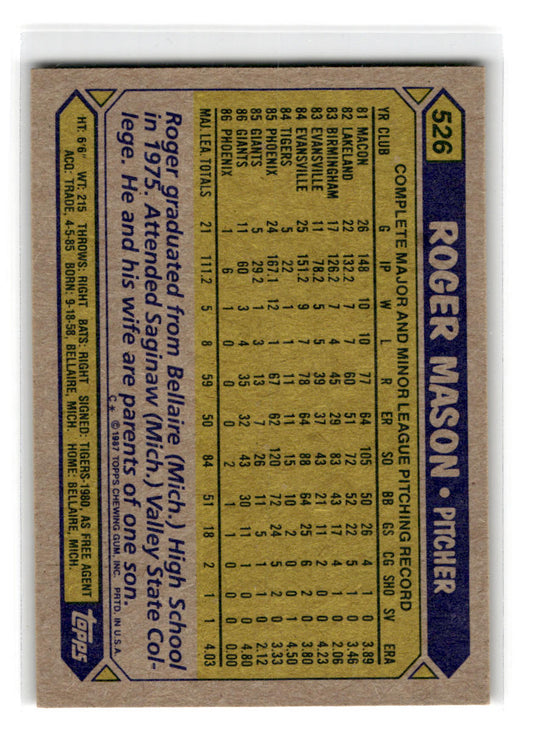 526 ROGER MASON • PITCHER
COMPLETE MAJOR AND MINOR LEAGUE PITCHING RECORD
YR CLUB G IP W L R ER SO BB GS CG SHO SV ERA
81 MACON 26 148 10 10 77 64 105 50 26 4 1 0 3.89
82 LAKELAND 22 132.2 7 7 60 51 72 52 4 1 0 3.46
83 BIRMINGHAM 17 126.2 7 4 45 29 83 43 17 4 1 0 2.06
83 EVANSVILLE 11 78.2 5 39 37 43 21 11 0 4.23
84 EVANSVILLE 25 151.2 9 7 78 64 88 64 25 6 2 0 3.80
84 TIGERS 5 22 1 1 11 11 15 10 2 0 0 1 4.50
85 PHOENIX 24 167.1 12 67 62 120 72 24 0 3.33
85 GIANTS 5 29.2 1 3 13 7 26 11 5 1 1 0 2.12
86 GIANTS 11 60 3 4 35 32 43 30 11 1 0 0 4.80
86 PHOENIX 1 6 1 0 0 0 2 1 0 0 0 0.00
MAJ. LEA. TOTALS 21 111.2 5 8 59 50 84 51 18 2 1 1 4.03
Roger graduated from Bellaire (Mich.) High School
in 1975. Attended Saginaw (Mich.) Valley State Col-
lege. He and his wife are parents of one son.
C* © 1987 TOPPS CHEWING GUM, INC. PRTD. IN U.S.A.
HT: 6'6" WT: 215 THROWS: RIGHT BATS: RIGHT SIGNED: TIGERS-1980, AS FREE AGENT
ACQ: TRADE, 4-5-85 BORN: 9-18-58, BELLAIRE, MICH. HOME: BELLAIRE, MICH.
TOPPS